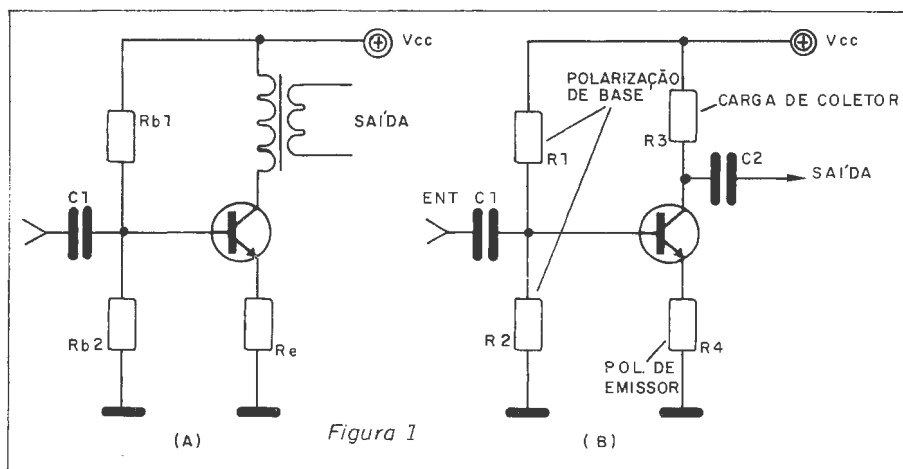 Vcc
Rb1
SAÍDA
C1
Rb2
Re
(A)
Figura 1
Vcc
POLARIZAÇÃO
DE BASE
CARGA DE COLETOR
R3
R1
C2
SAÍDA
ENT
C1
R2
R4
POL. DE
EMISSOR
(B)